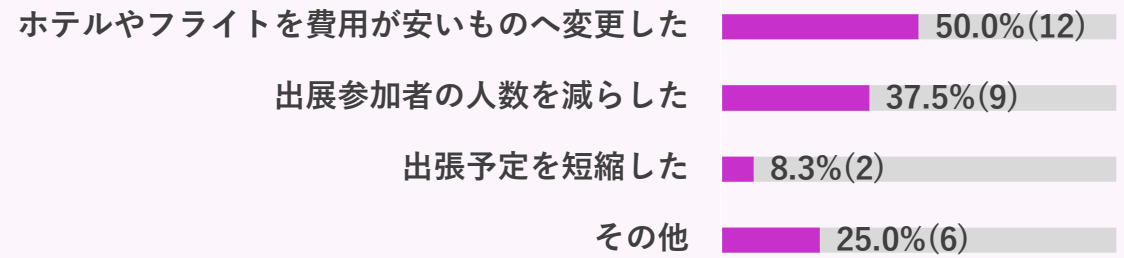 ホテルやフライトを費用が安いものへ変更した 50.0%(12)
出展参加者の人数を減らした 37.5%(9)
出張予定を短縮した 8.3%(2)
その他 25.0%(6)